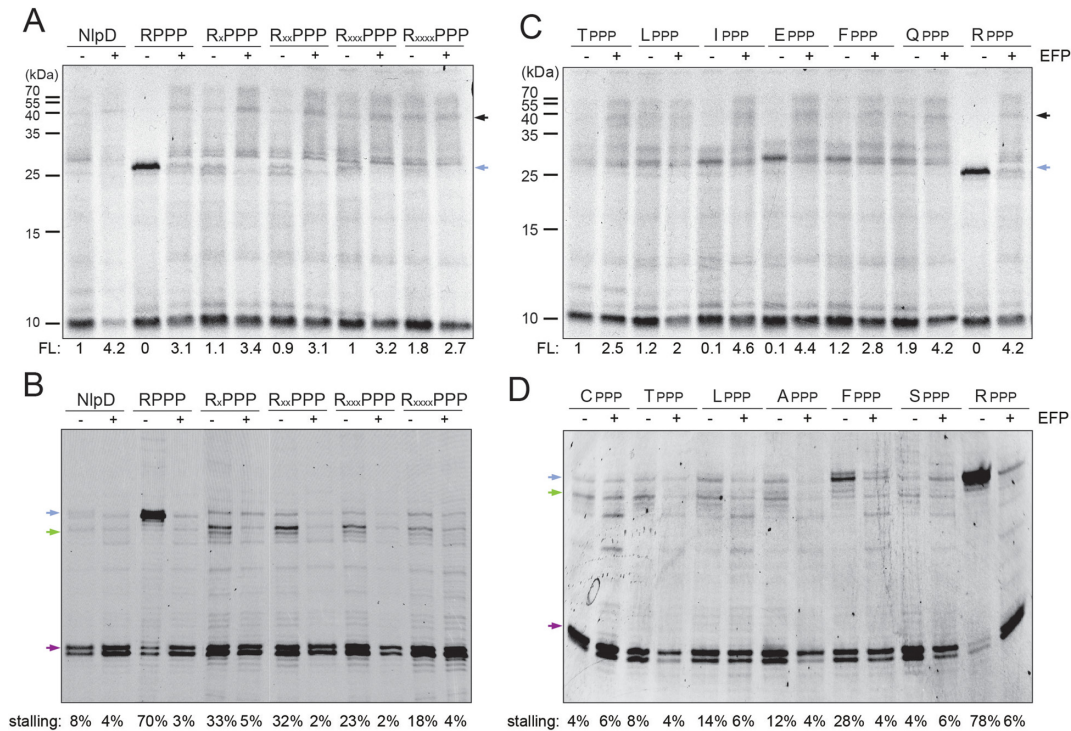 A
NlpD RPPP RxPPP RxxPPP RxxxPPP RxxxxPPP
- + - + - + - + - + - +
(kDa)
70
55
40
35
25
15
10
FL: 1 4.2 0 3.1 1.1 3.4 0.9 3.1 1 3.2 1.8 2.7
B
NlpD RPPP RxPPP RxxPPP RxxxPPP RxxxxPPP
- + - + - + - + - + - +
stalling: 8% 4% 70% 3% 33% 5% 32% 2% 23% 2% 18% 4%
C
TPPP LPPP IPPP EPPP FPPP QPPP RPPP
- + - + - + - + - + - + - + EFP
(kDa)
70
55
40
35
25
15
10
FL: 1 2.5 1.2 2 0.1 4.6 0.1 4.4 1.2 2.8 1.9 4.2 0 4.2
D
CPPP TPPP LPPP APPP FPPP SPPP RPPP
- + - + - + - + - + - + - + EFP
stalling: 4% 6% 8% 4% 14% 6% 12% 4% 28% 4% 4% 6% 78% 6%